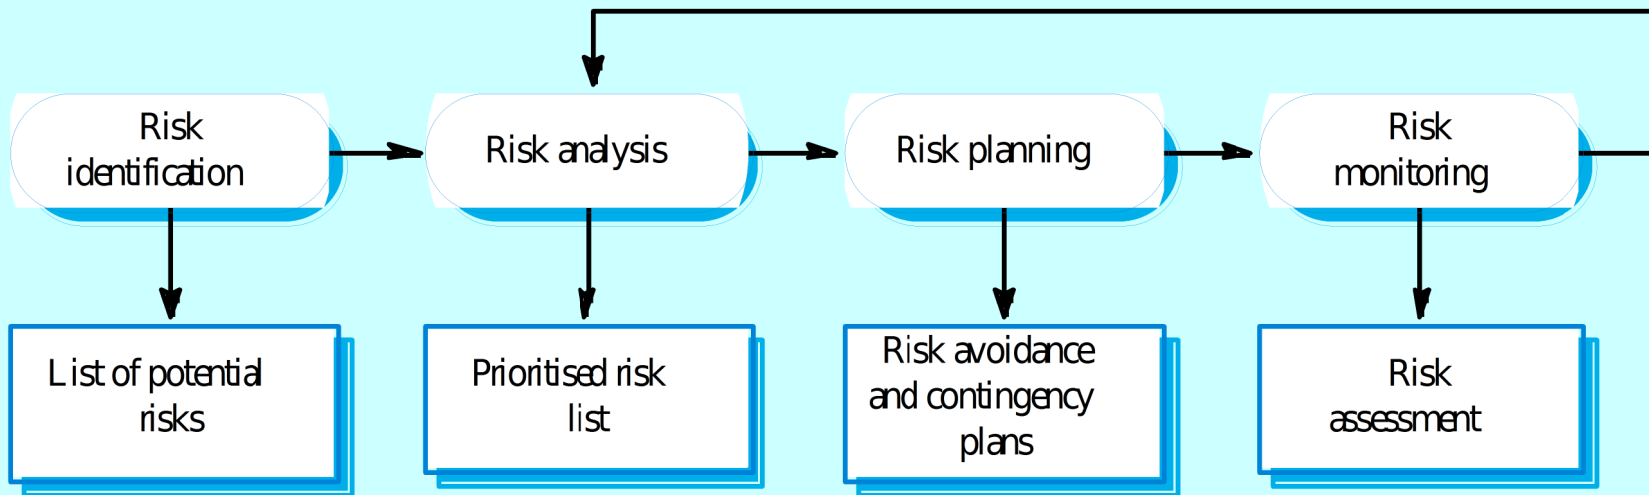 Risk
identification
Risk analysis
Risk planning
Risk
monitoring
List of potential
risks
Prioritised risk
list
Risk avoidance
and contingency
plans
Risk
assessment